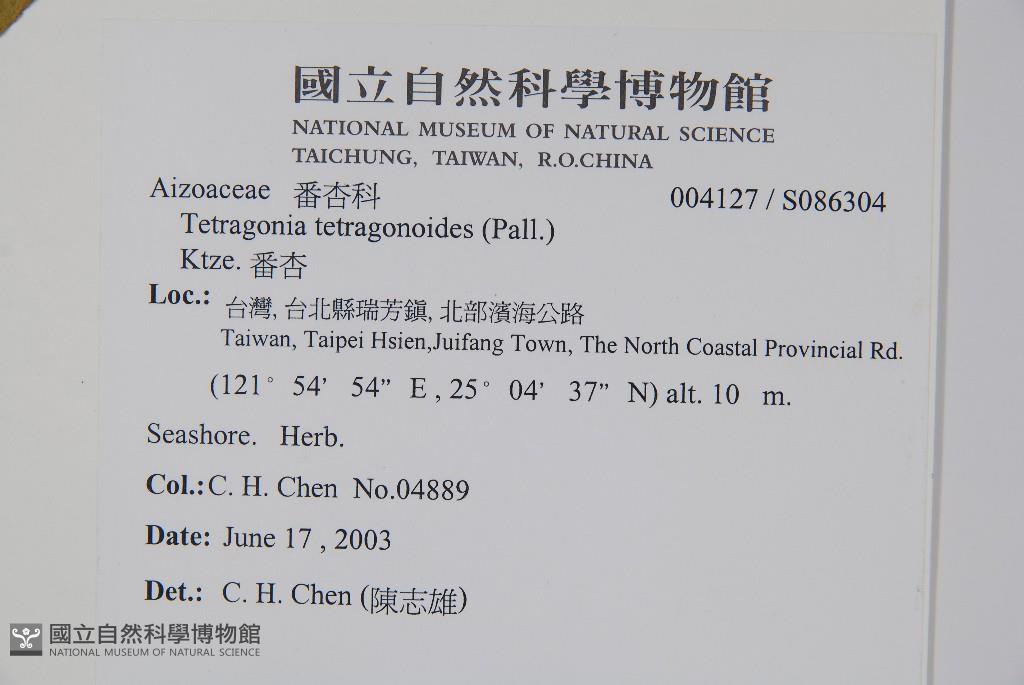 國立自然科學博物館
NATIONAL MUSEUM OF NATURAL SCIENCE
TAICHUNG, TAIWAN, R.O.CHINA
Aizoaceae 番杏科 004127 / S086304
Tetragonia tetragonoides (Pall.)
Ktze. 番杏
Loc.: 台灣, 台北縣瑞芳鎮, 北部濱海公路
Taiwan, Taipei Hsien,Juifang Town, The North Coastal Provincial Rd.
(121° 54' 54" E , 25° 04' 37" N) alt. 10 m.
Seashore. Herb.
Col.: C. H. Chen No.04889
Date: June 17 , 2003
Det.: C. H. Chen (陳志雄)
國立自然科學博物館
NATIONAL MUSEUM OF NATURAL SCIENCE